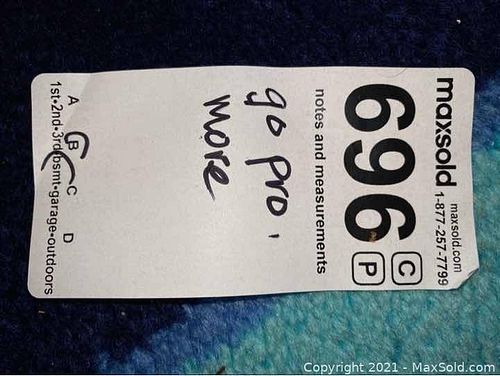 maxsold
maxsold.com
1-877-257-7799
696
C
P
notes and measurements
go pro,
more
A B C D
1st•2nd•3rd•bsmt•garage•outdoors
Copyright 2021 - MaxSold.com